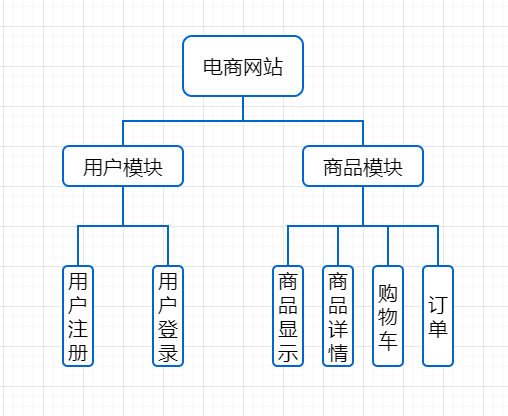 电商网站
用户模块
商品模块
用户注册
用户登录
商品显示
商品详情
购物车
订单